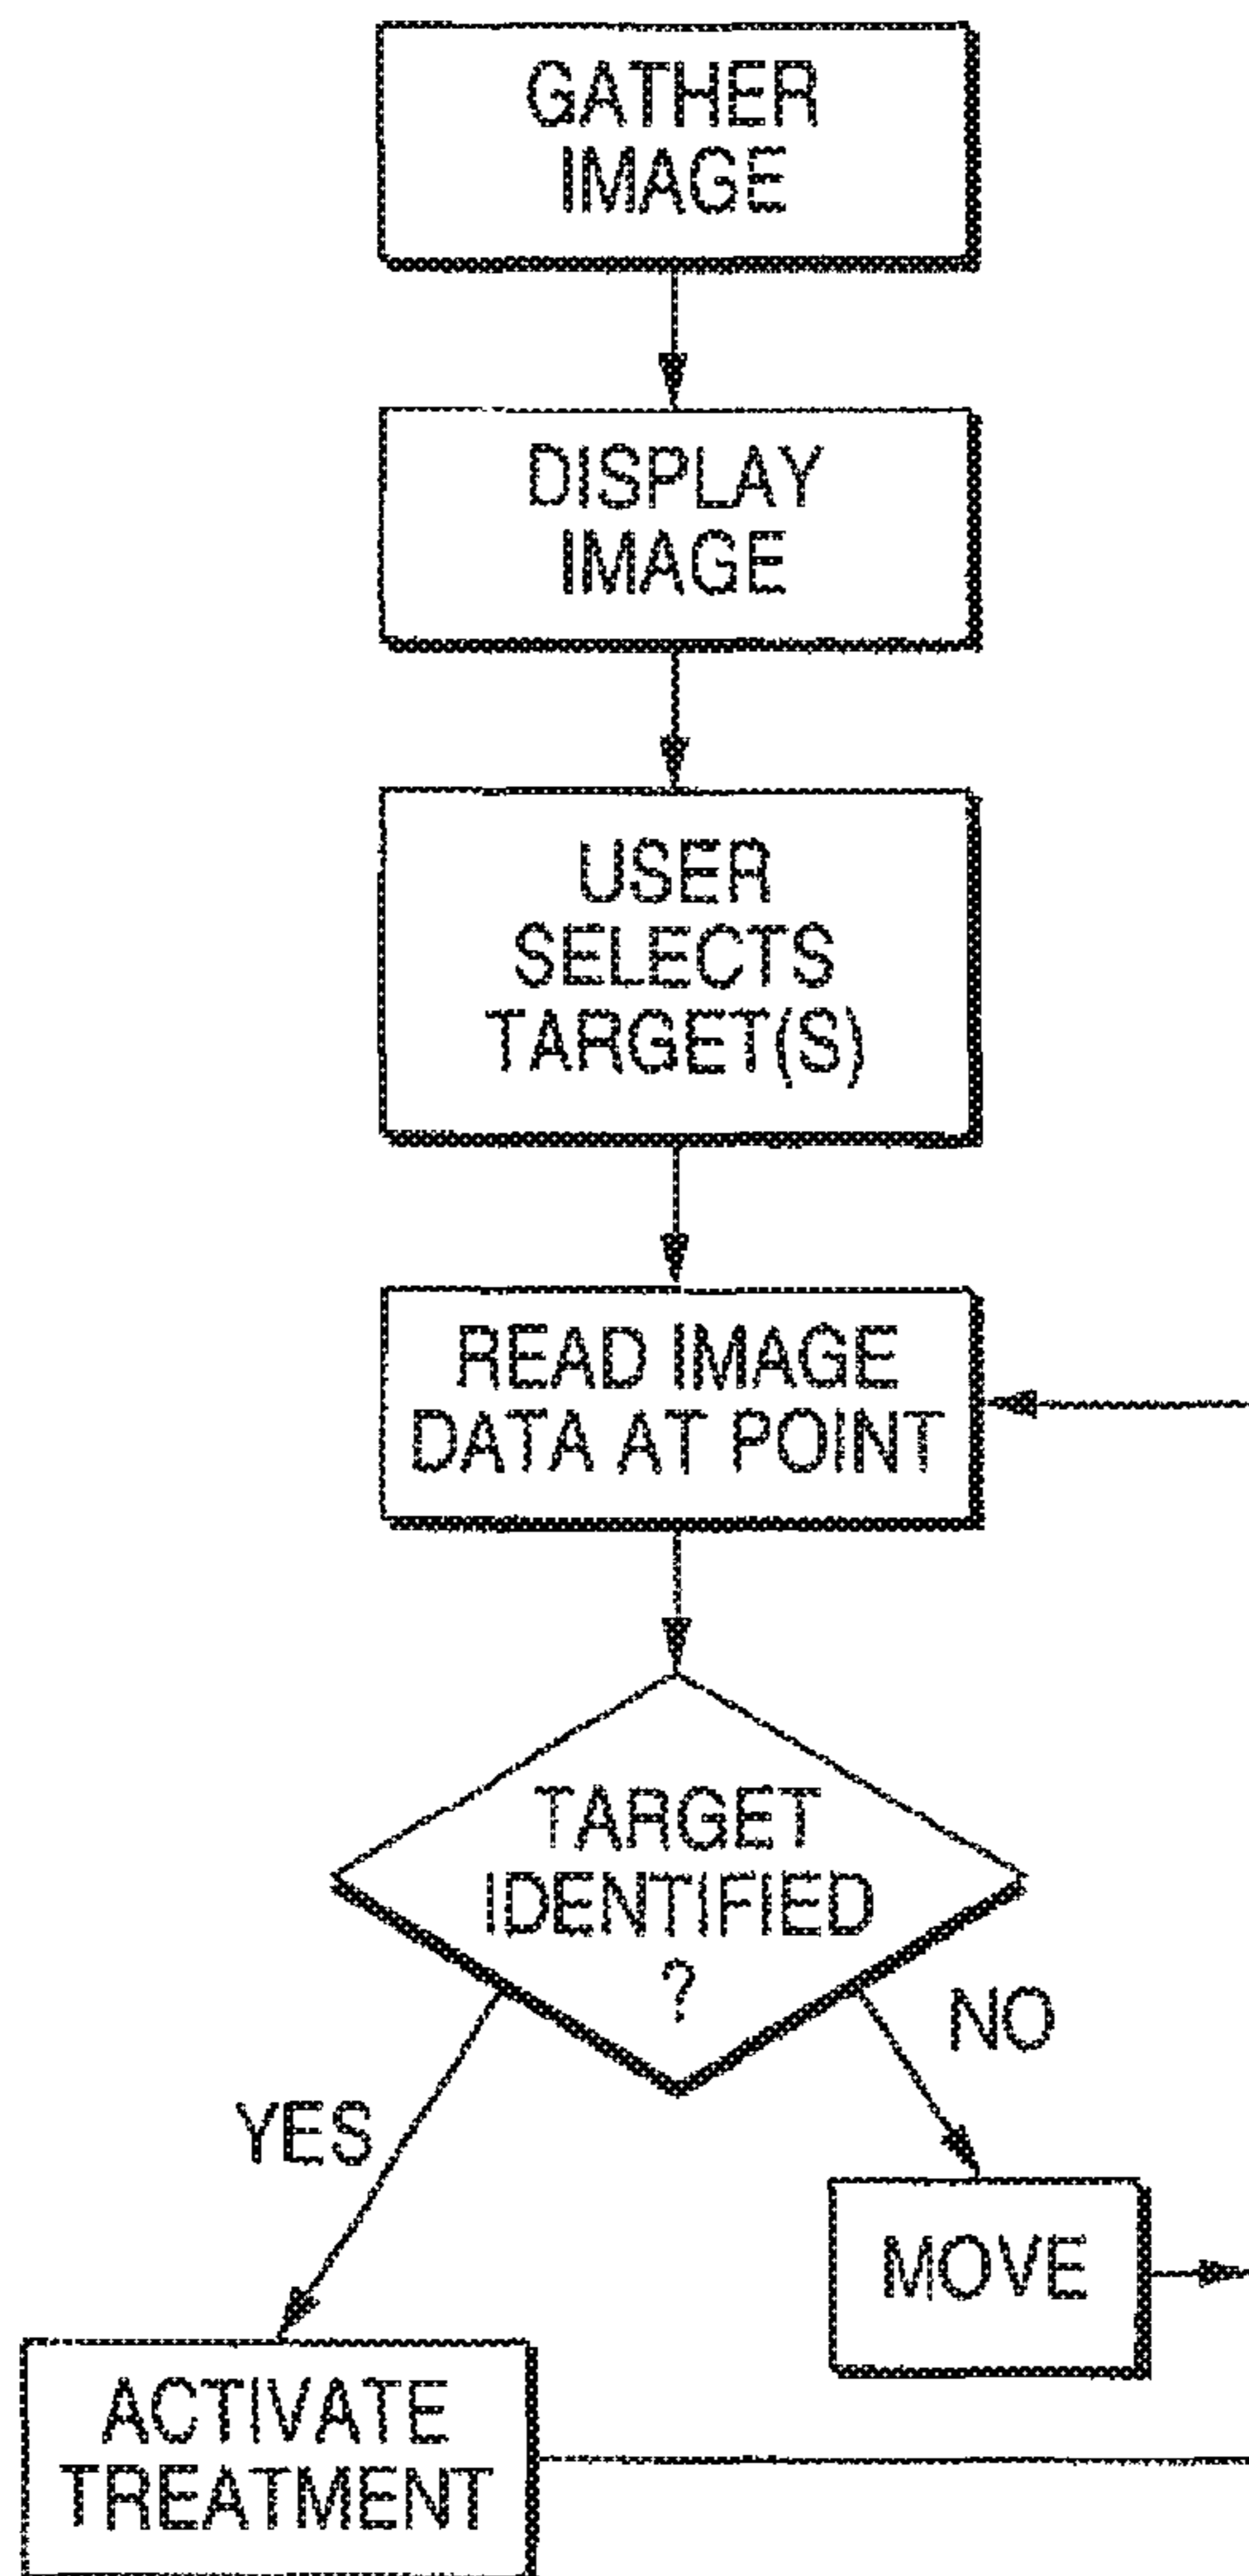 GATHER
IMAGE
DISPLAY
IMAGE
USER
SELECTS
TARGET(S)
READ IMAGE
DATA AT POINT
TARGET
IDENTIFIED
?
NO
YES
MOVE
ACTIVATE
TREATMENT